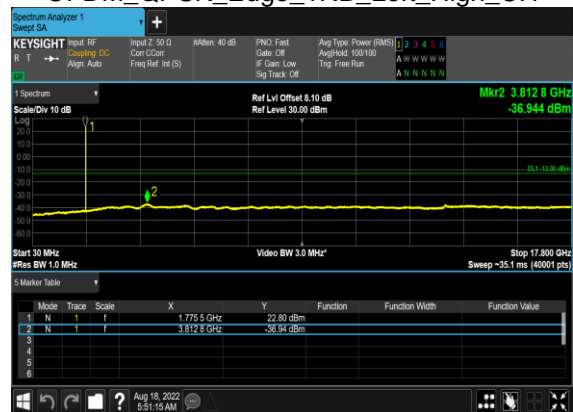 Spectrum Analyzer 1
Swept SA
+
KEYSIGHT Input: RF Input Z: 50 Ω #Atten: 40 dB PNO: Fast Avg Type: Power (RMS) 1 2 3 4 5 6
R T Coupling: DC Corr CCorr Gate: Off Avg|Hold: 100/100 A W W W W W
Align: Auto Freq Ref: Int (S) IF Gain: Low Trig: Free Run
LU Sig Track: Off A N N N N N
1 Spectrum Ref Lvl Offset 8.10 dB Mkr2 3.812 8 GHz
Scale/Div 10 dB Ref Level 30.00 dBm -36.944 dBm
Log
20.0
10.0
0.00
-10.0
-20.0
-30.0
-40.0
-50.0
-60.0
1
2
DL1 -13.00 dBm
Start 30 MHz Video BW 3.0 MHz* Stop 17.800 GHz
#Res BW 1.0 MHz Sweep ~35.1 ms (40001 pts)
5 Marker Table
Mode Trace Scale X Y Function Function Width Function Value
1 N 1 f 1.775 5 GHz 22.80 dBm
2 N 1 f 3.812 8 GHz -36.94 dBm
3
4
5
6
? Aug 18, 2022
5:51:15 AM